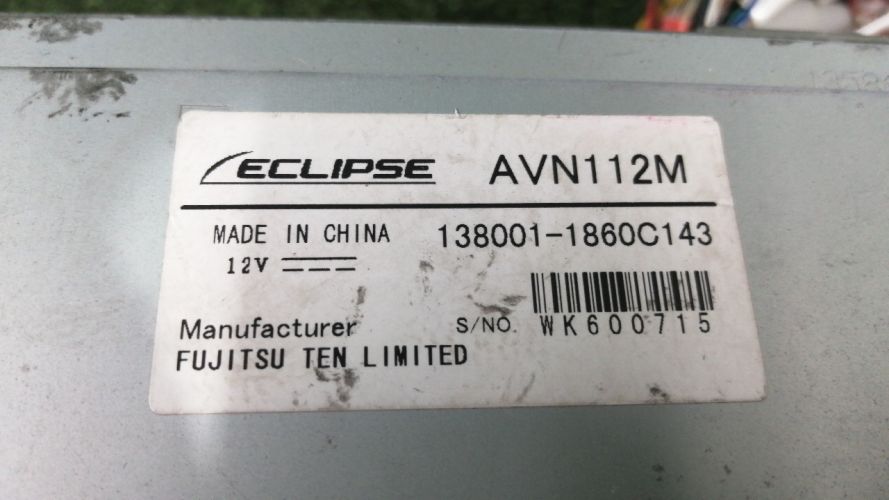 ECLIPSE AVN112M
MADE IN CHINA 138001-1860C143
12V
Manufacturer S/NO. WK600715
FUJITSU TEN LIMITED